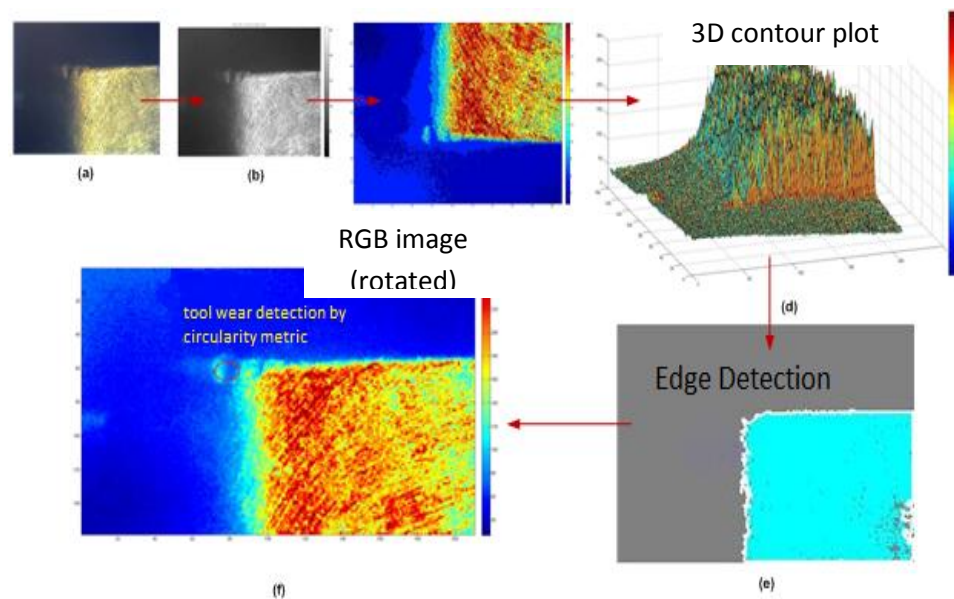 3D contour plot
(a)
(b)
RGB image
(rotated)
(d)
tool wear detection by
circularity metric
Edge Detection
(e)
(f)